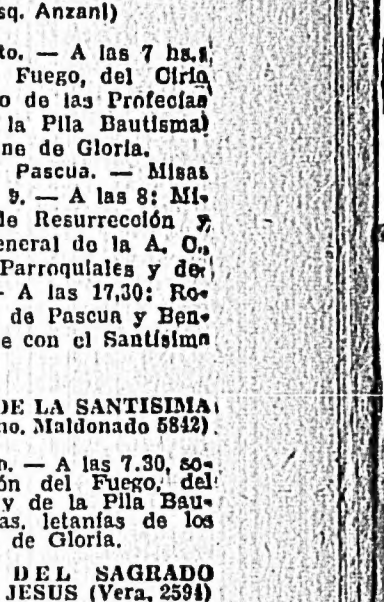 sq. Anzani)
to. — A las 7 hs.,
Fuego, del Cirio,
o de las Profecías
la Pila Bautismal
ne de Gloria.
Pascua. — Misas
9. — A las 8: Mi-
de Resurrección y
eneral de la A. C.,
Parroquiales y de
- A las 17,30: Ro-
de Pascua y Ben-
e con el Santísimo
DE LA SANTISIMA
no. Maldonado 5842)
o. — A las 7.30, so-
ón del Fuego, del
y de la Pila Bau-
as, letanías de los
de Gloria.
DEL SAGRADO
JESUS (Vera, 2594)